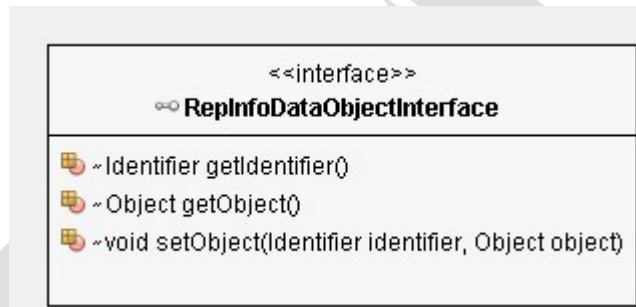 <<interface>>
RepInfoDataObjectInterface
~Identifier getIdentifier()
~Object getObject()
~void setObject(Identifier identifier, Object object)